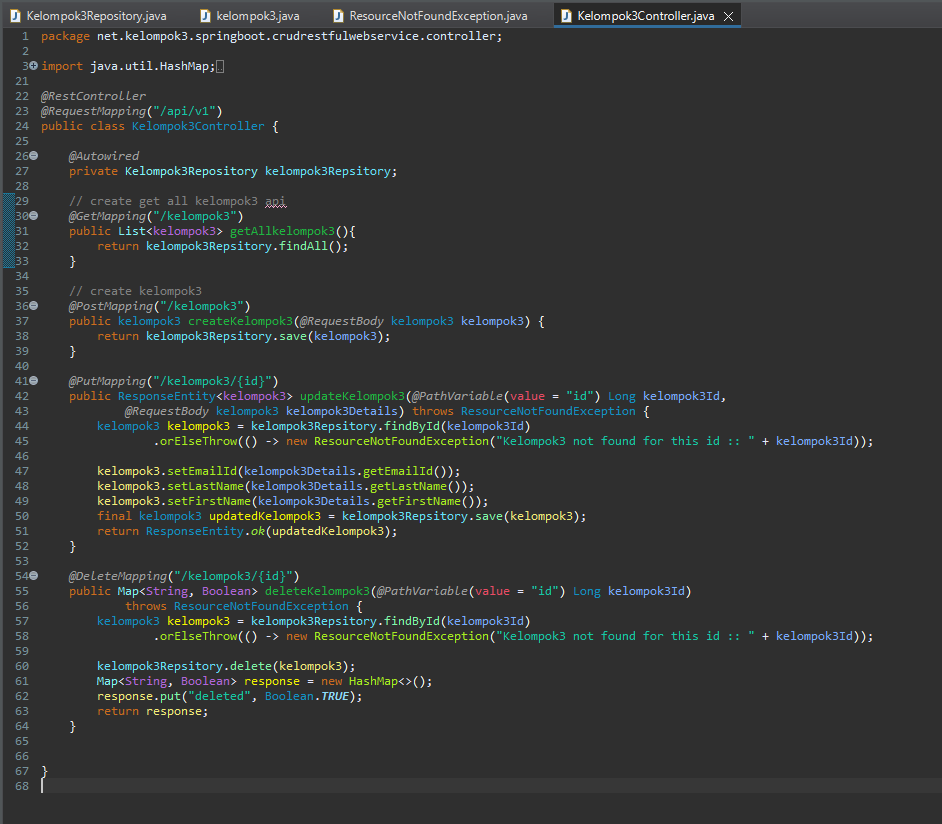 Kelompok3Repository.java kelompok3.java ResourceNotFoundException.java Kelompok3Controller.java
1 package net.kelompok3.springboot.crudrestfulwebservice.controller;
2
3 import java.util.HashMap;
21
22 @RestController
23 @RequestMapping("/api/v1")
24 public class Kelompok3Controller {
25
26 @Autowired
27 private Kelompok3Repository kelompok3Repsitory;
28
29 // create get all kelompok3 api
30 @GetMapping("/kelompok3")
31 public List<kelompok3> getAllkelompok3(){
32 return kelompok3Repsitory.findAll();
33 }
34
35 // create kelompok3
36 @PostMapping("/kelompok3")
37 public kelompok3 createKelompok3(@RequestBody kelompok3 kelompok3) {
38 return kelompok3Repsitory.save(kelompok3);
39 }
40
41 @PutMapping("/kelompok3/{id}")
42 public ResponseEntity<kelompok3> updateKelompok3(@PathVariable(value = "id") Long kelompok3Id,
43 @RequestBody kelompok3 kelompok3Details) throws ResourceNotFoundException {
44 kelompok3 kelompok3 = kelompok3Repsitory.findById(kelompok3Id)
45 .orElseThrow(() -> new ResourceNotFoundException("Kelompok3 not found for this id :: " + kelompok3Id));
46
47 kelompok3.setEmailId(kelompok3Details.getEmailId());
48 kelompok3.setLastName(kelompok3Details.getLastName());
49 kelompok3.setFirstName(kelompok3Details.getFirstName());
50 final kelompok3 updatedKelompok3 = kelompok3Repsitory.save(kelompok3);
51 return ResponseEntity.ok(updatedKelompok3);
52 }
53
54 @DeleteMapping("/kelompok3/{id}")
55 public Map<String, Boolean> deleteKelompok3(@PathVariable(value = "id") Long kelompok3Id)
56 throws ResourceNotFoundException {
57 kelompok3 kelompok3 = kelompok3Repsitory.findById(kelompok3Id)
58 .orElseThrow(() -> new ResourceNotFoundException("Kelompok3 not found for this id :: " + kelompok3Id));
59
60 kelompok3Repsitory.delete(kelompok3);
61 Map<String, Boolean> response = new HashMap<>();
62 response.put("deleted", Boolean.TRUE);
63 return response;
64 }
65
66
67 }
68